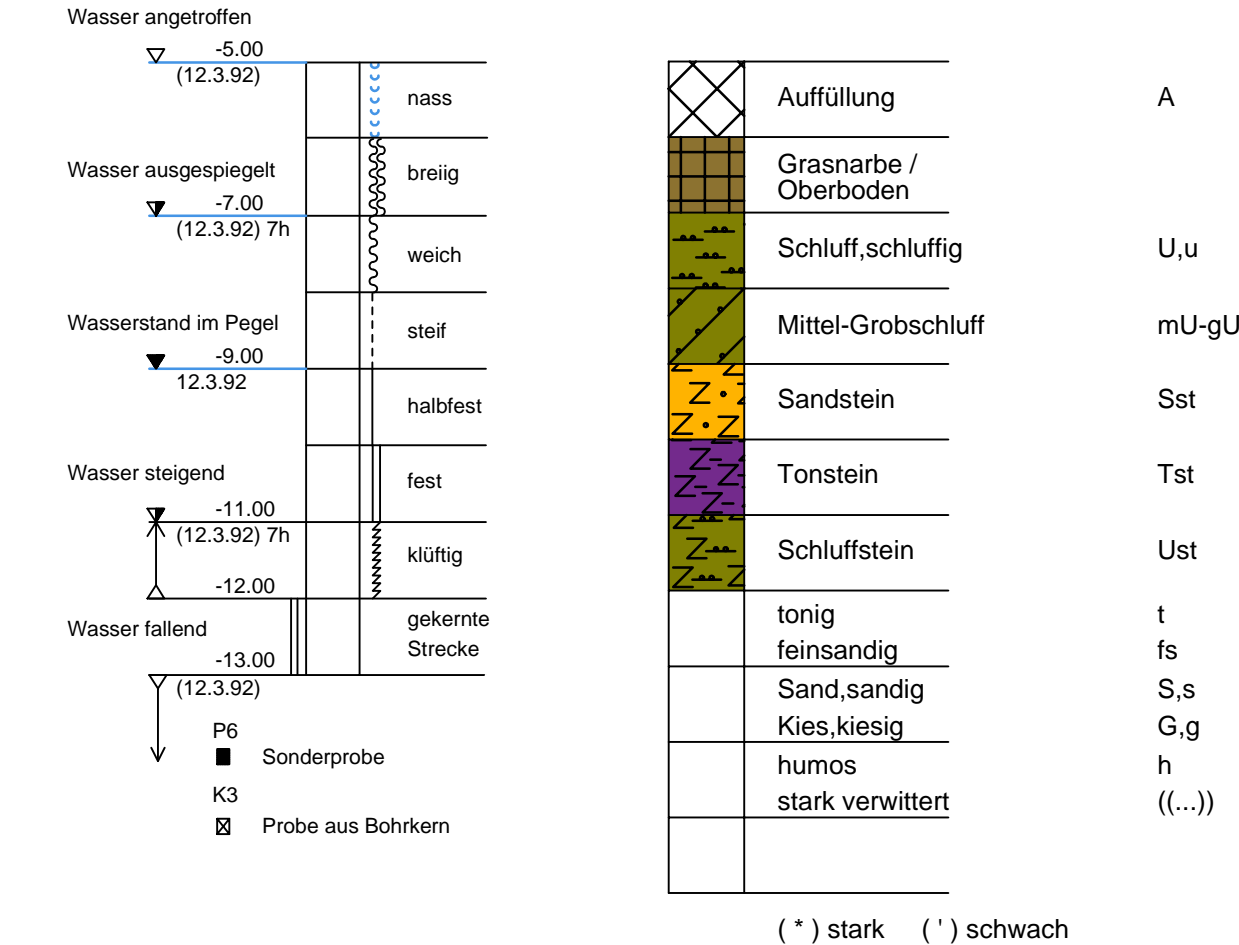 Wasser angetroffen
-5.00
(12.3.92)
nass
breiig
Wasser ausgespiegelt
-7.00
(12.3.92) 7h
weich
Wasserstand im Pegel
steif
-9.00
12.3.92
halbfest
Wasser steigend
fest
-11.00
(12.3.92) 7h
klüftig
-12.00
gekernte
Strecke
Wasser fallend
-13.00
(12.3.92)
P6
Sonderprobe
K3
Probe aus Bohrkern
Auffüllung A
Grasnarbe /
Oberboden
Schluff,schluffig U,u
Mittel-Grobschluff mU-gU
Sandstein Sst
Tonstein Tst
Schluffstein Ust
tonig t
feinsandig fs
Sand,sandig S,s
Kies,kiesig G,g
humos h
stark verwittert ((...))
( * ) stark ( ' ) schwach